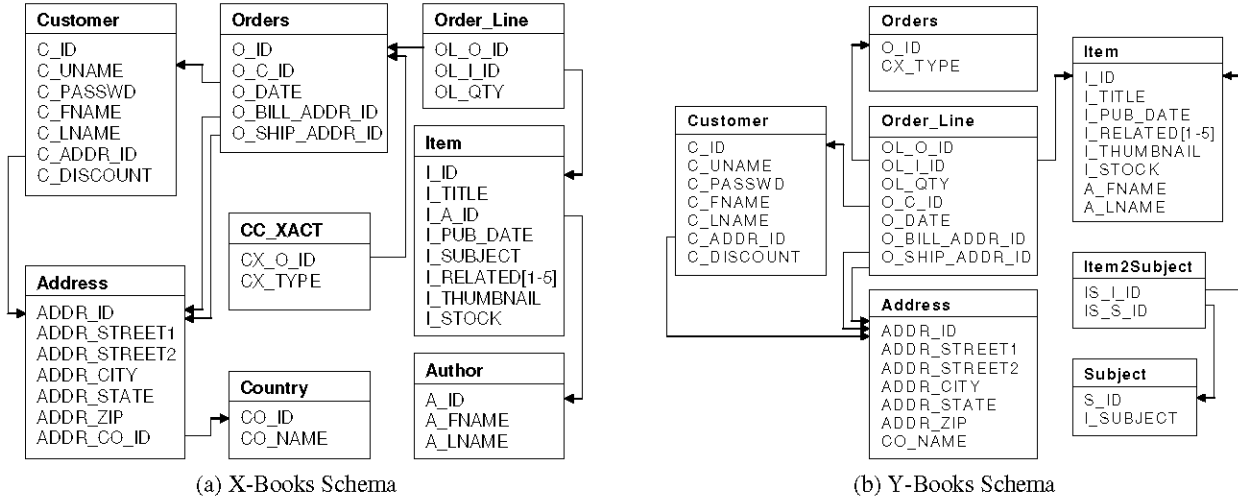 Customer
C_ID
C_UNAME
C_PASSWD
C_FNAME
C_LNAME
C_ADDR_ID
C_DISCOUNT
Orders
O_ID
O_C_ID
O_DATE
O_BILL_ADDR_ID
O_SHIP_ADDR_ID
Order_Line
OL_O_ID
OL_I_ID
OL_QTY
Item
I_ID
I_TITLE
I_A_ID
I_PUB_DATE
I_SUBJECT
I_RELATED[1-5]
I_THUMBNAIL
I_STOCK
CC_XACT
CX_O_ID
CX_TYPE
Address
ADDR_ID
ADDR_STREET1
ADDR_STREET2
ADDR_CITY
ADDR_STATE
ADDR_ZIP
ADDR_CO_ID
Country
CO_ID
CO_NAME
Author
A_ID
A_FNAME
A_LNAME
(a) X-Books Schema
Orders
O_ID
CX_TYPE
Customer
C_ID
C_UNAME
C_PASSWD
C_FNAME
C_LNAME
C_ADDR_ID
C_DISCOUNT
Order_Line
OL_O_ID
OL_I_ID
OL_QTY
O_C_ID
O_DATE
O_BILL_ADDR_ID
O_SHIP_ADDR_ID
Item
I_ID
I_TITLE
I_PUB_DATE
I_RELATED[1-5]
I_THUMBNAIL
I_STOCK
A_FNAME
A_LNAME
Address
ADDR_ID
ADDR_STREET1
ADDR_STREET2
ADDR_CITY
ADDR_STATE
ADDR_ZIP
CO_NAME
Item2Subject
IS_I_ID
IS_S_ID
Subject
S_ID
I_SUBJECT
(b) Y-Books Schema